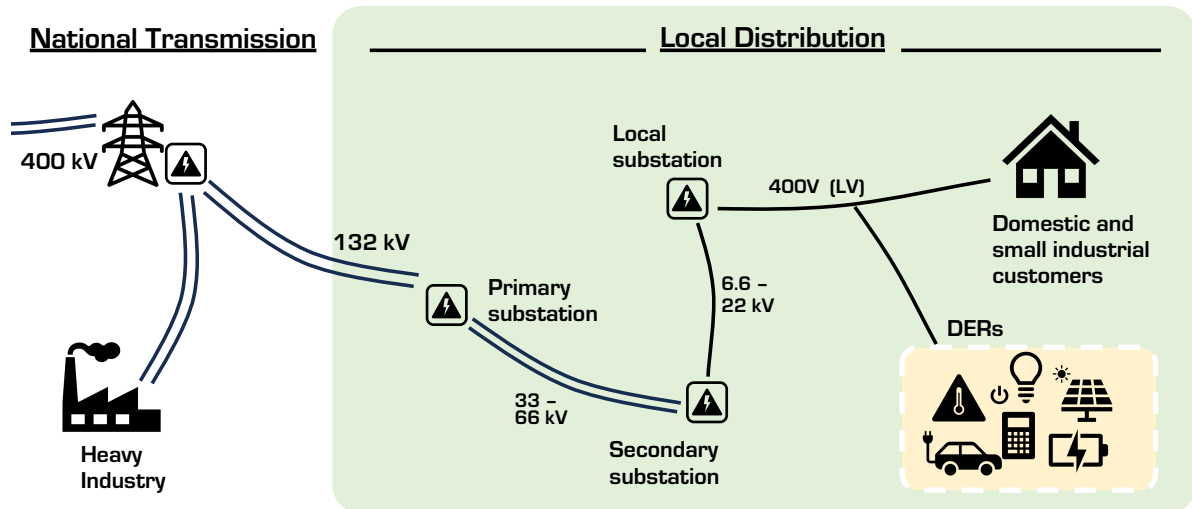 National Transmission
Local Distribution
400 kV
132 kV
Heavy
Industry
Primary
substation
33 –
66 kV
Secondary
substation
6.6 –
22 kV
Local
substation
400V (LV)
Domestic and
small industrial
customers
DERs